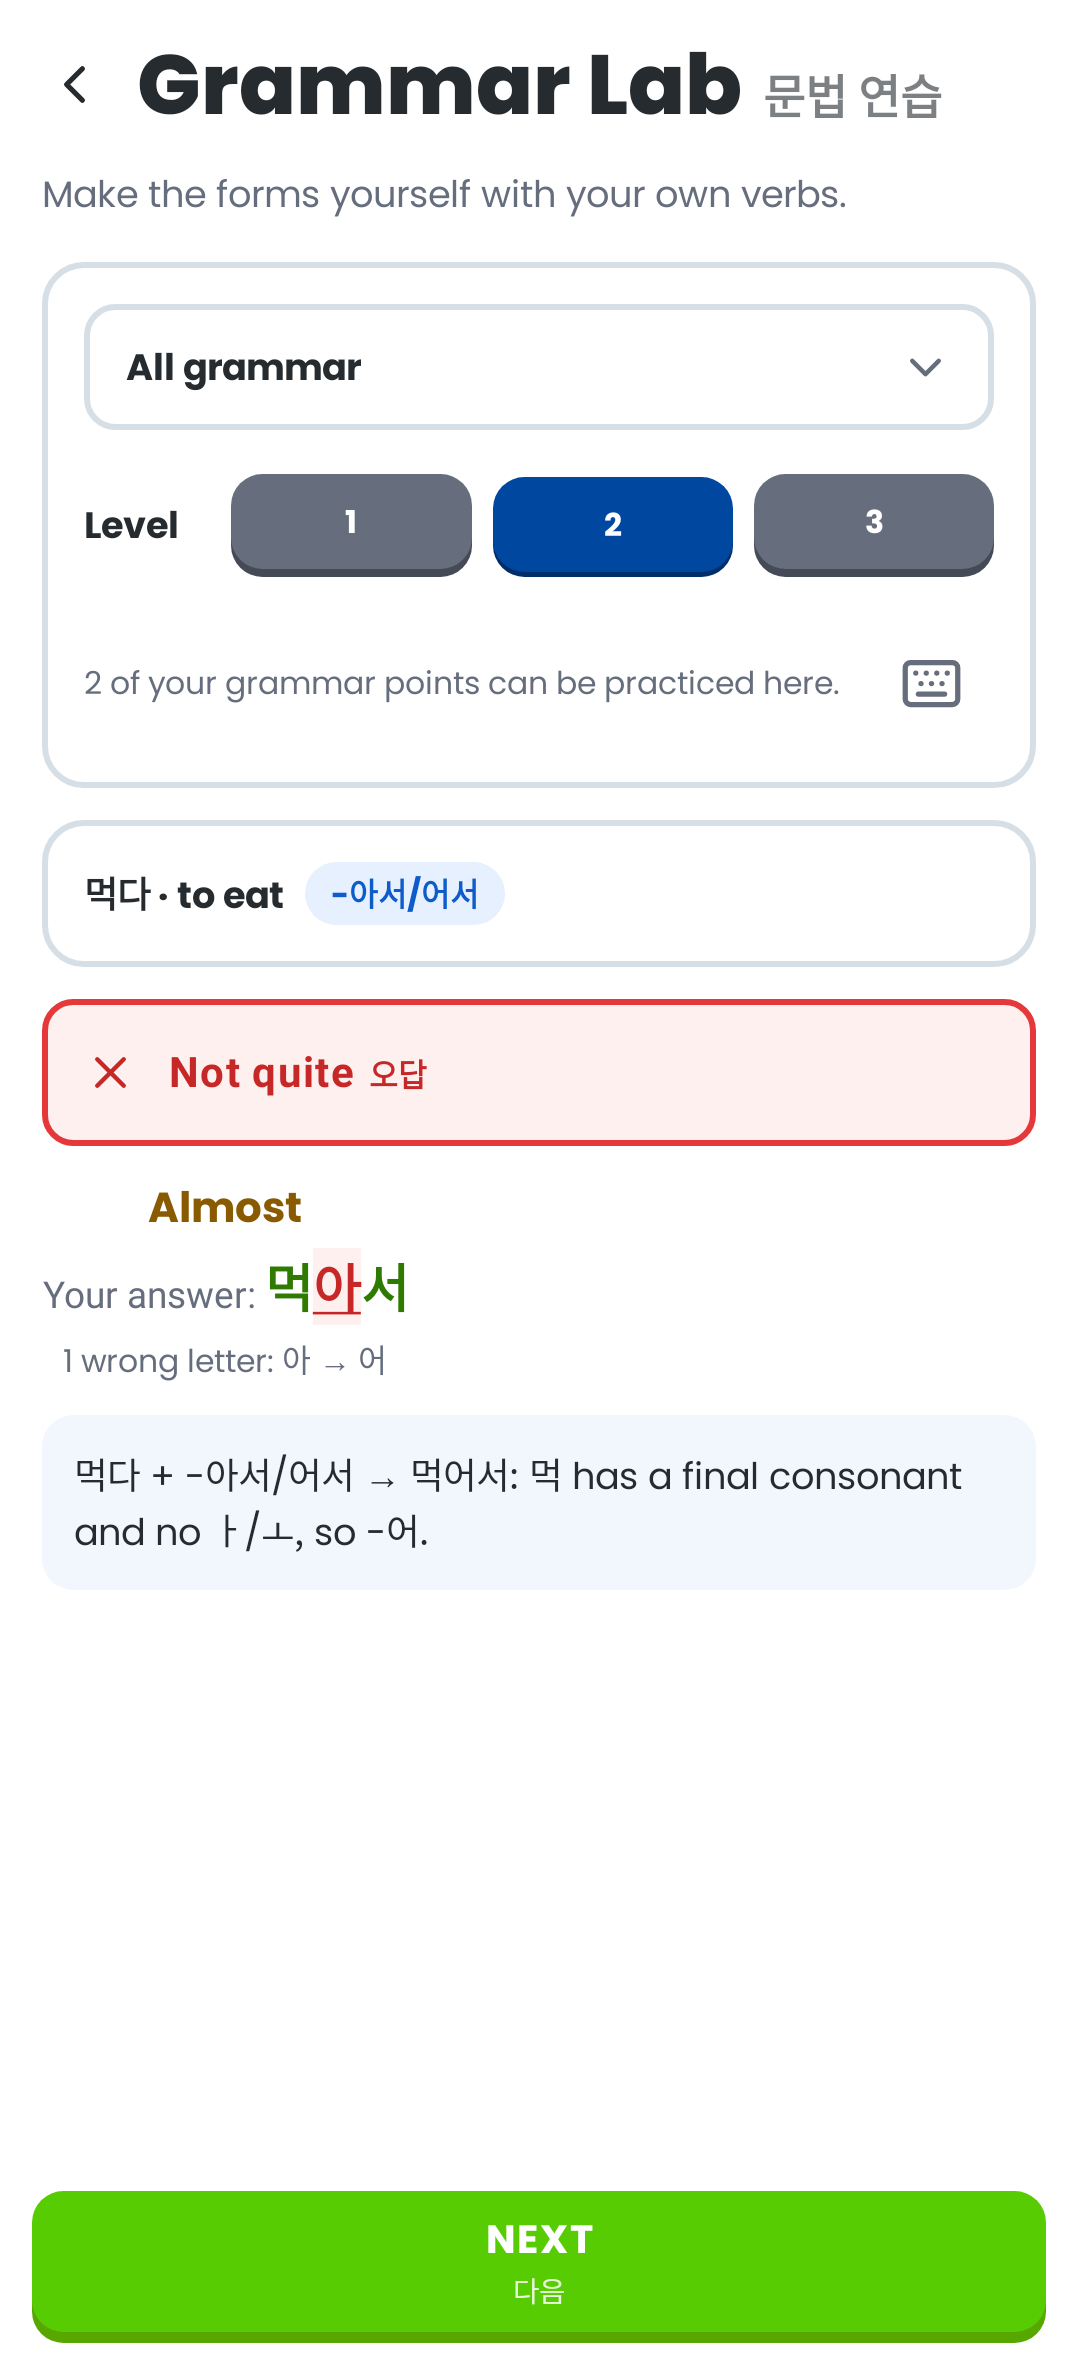 Grammar Lab 문법 연습
Make the forms yourself with your own verbs.
All grammar
Level 1 2 3
2 of your grammar points can be practiced here.
먹다 · to eat -아서/어서
Not quite 오답
Almost
Your answer: 먹아서
1 wrong letter: 아 → 어
먹다 + -아서/어서 → 먹어서: 먹 has a final consonant
and no ㅏ/ㅗ, so -어.
NEXT
다음